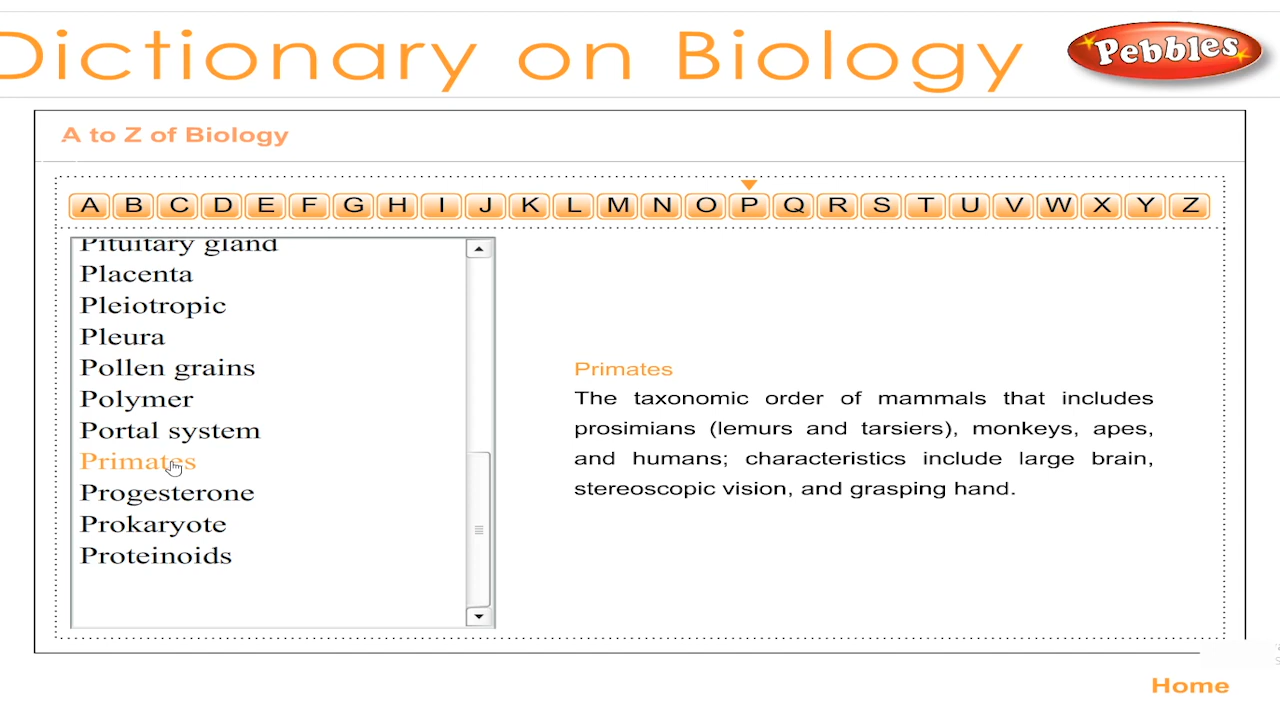 Dictionary on Biology
Pebbles
A to Z of Biology
A B C D E F G H I J K L M N O P Q R S T U V W X Y Z
Pituitary gland
Placenta
Pleiotropic
Pleura
Pollen grains
Polymer
Portal system
Primates
Progesterone
Prokaryote
Proteinoids
Primates
The taxonomic order of mammals that includes
prosimians (lemurs and tarsiers), monkeys, apes,
and humans; characteristics include large brain,
stereoscopic vision, and grasping hand.
Home